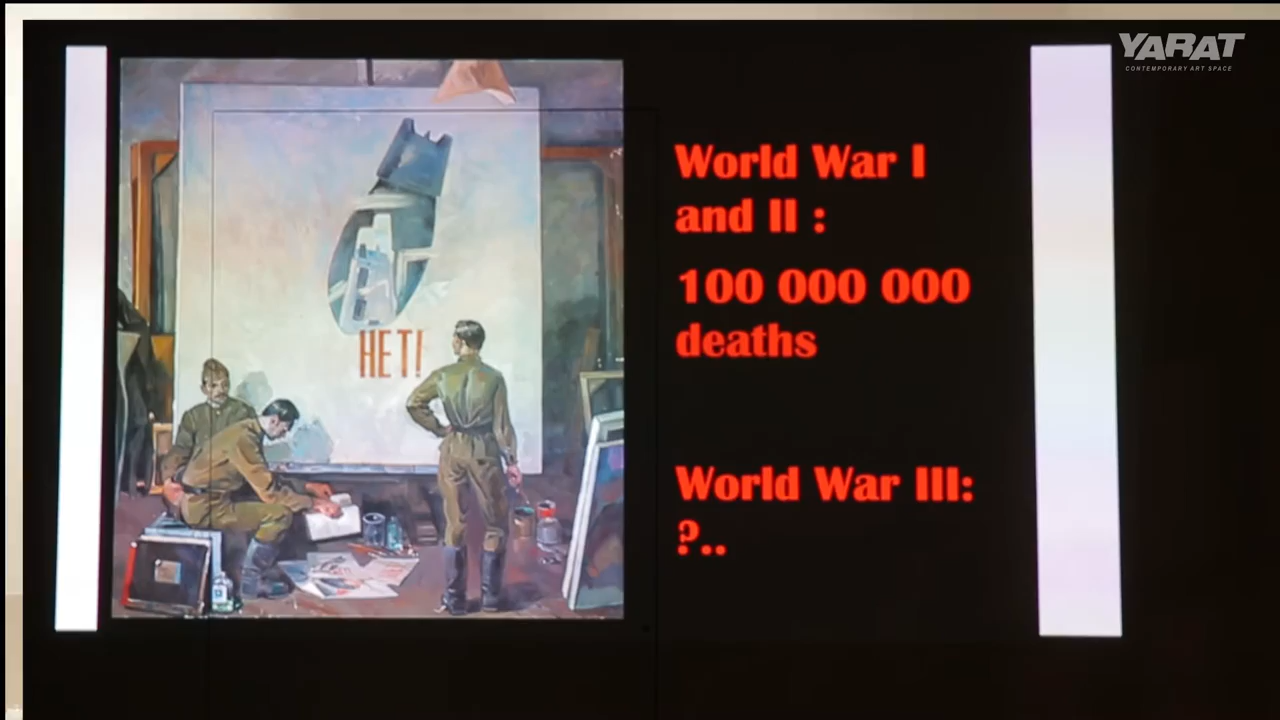 YARAT
CONTEMPORARY ART SPACE
НЕТ!
World War I
and II :
100 000 000
deaths
World War III:
?..